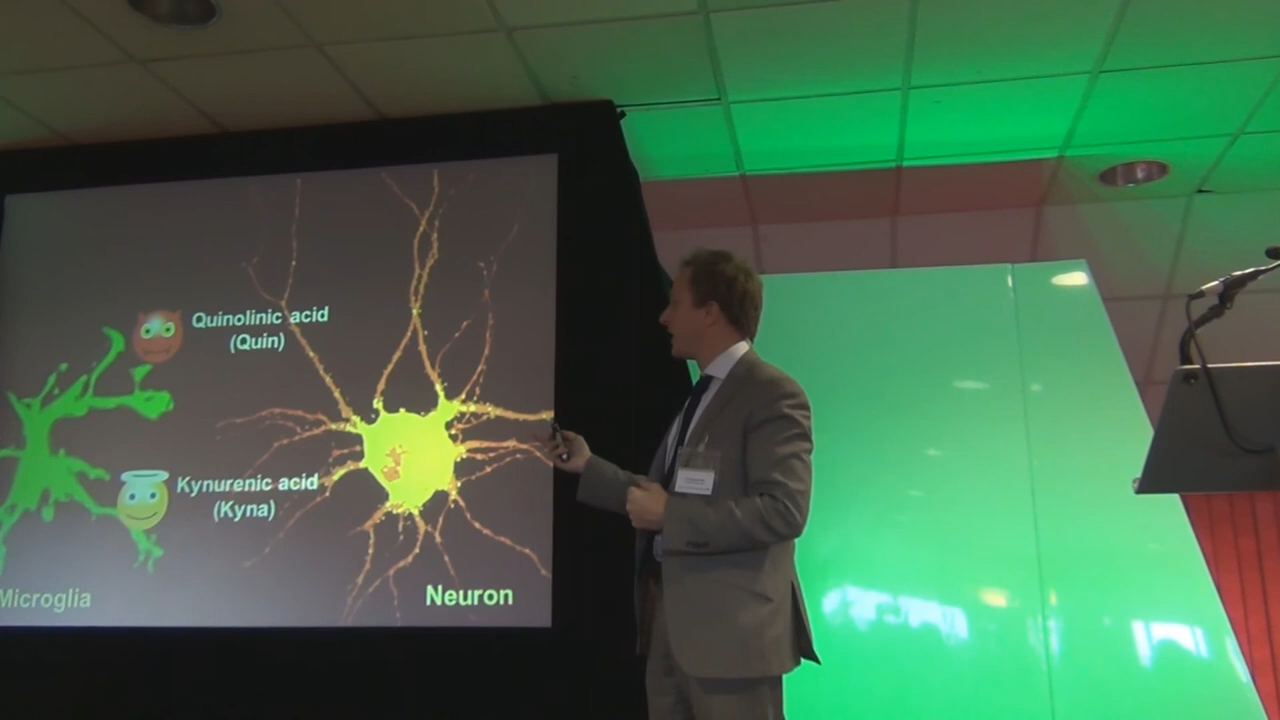 Quinolinic acid
(Quin)
Kynurenic acid
(Kyna)
Microglia
Neuron